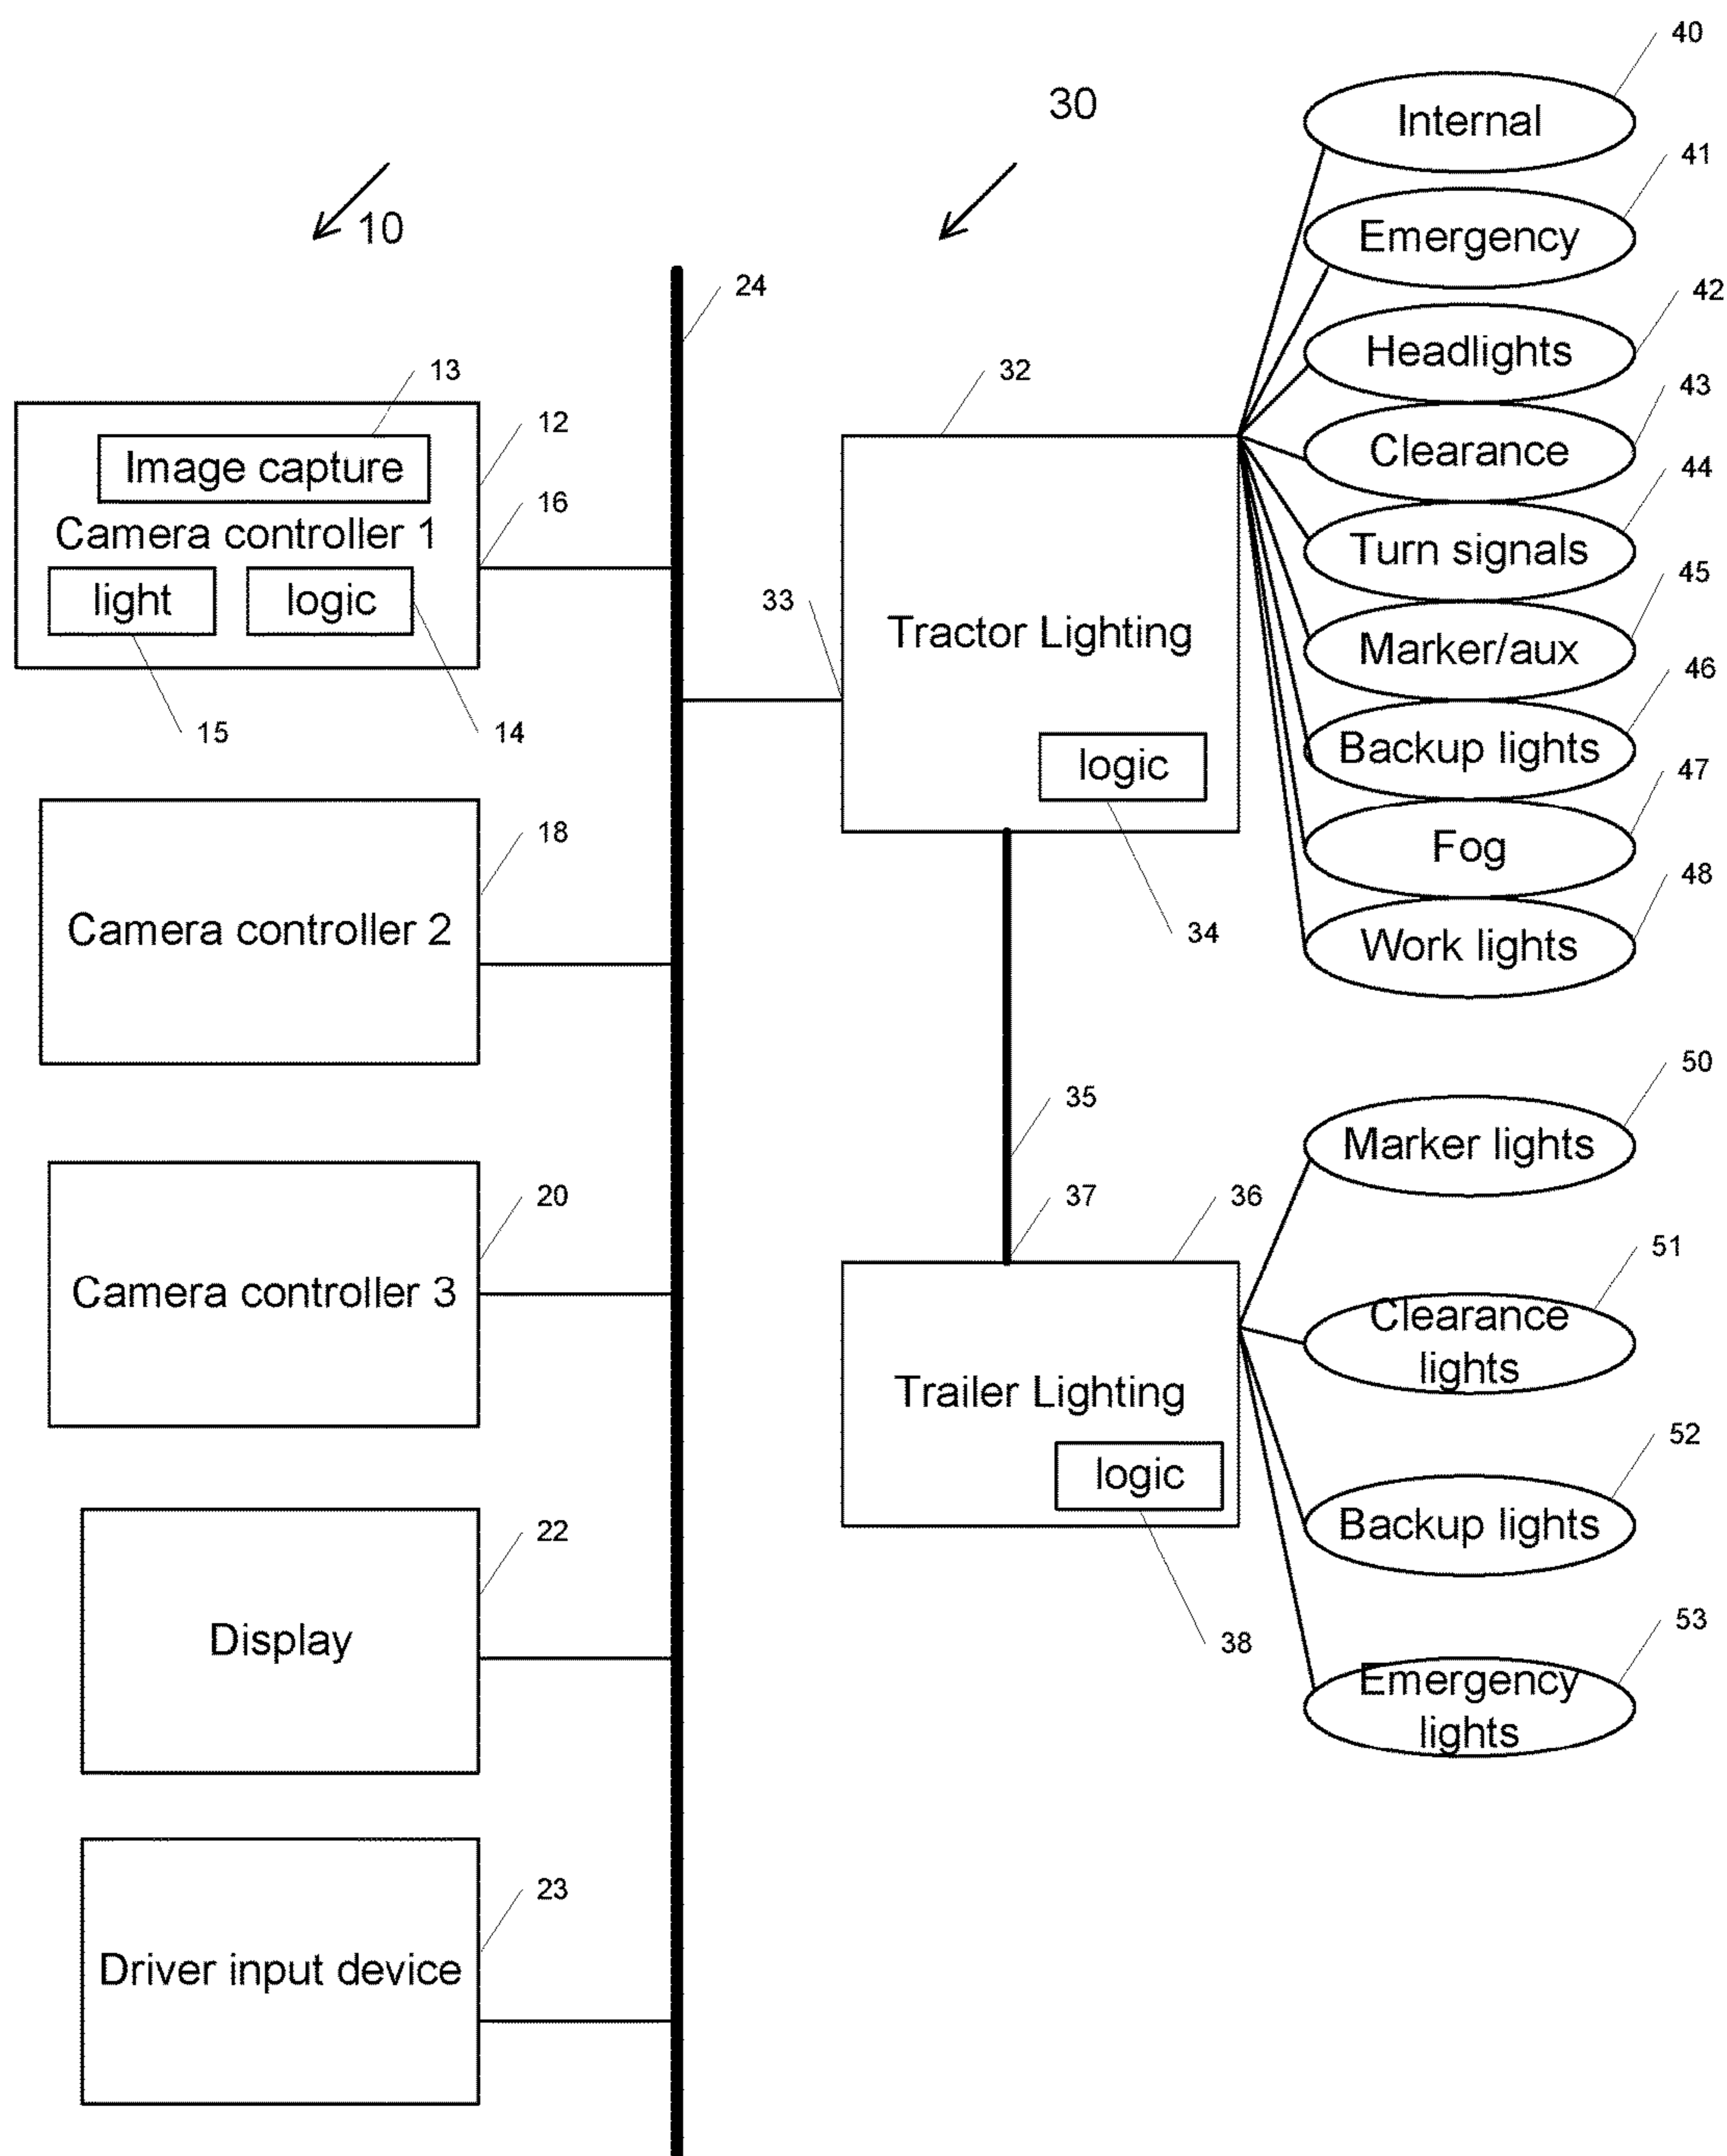 10
30
24
13
12
16
Image capture
Camera controller 1
light
logic
15
14
18
Camera controller 2
20
Camera controller 3
22
Display
23
Driver input device
32
33
Tractor Lighting
logic
34
35
37
36
Trailer Lighting
logic
38
40
Internal
41
Emergency
42
Headlights
43
Clearance
44
Turn signals
45
Marker/aux
46
Backup lights
47
Fog
48
Work lights
50
Marker lights
51
Clearance
lights
52
Backup lights
53
Emergency
lights